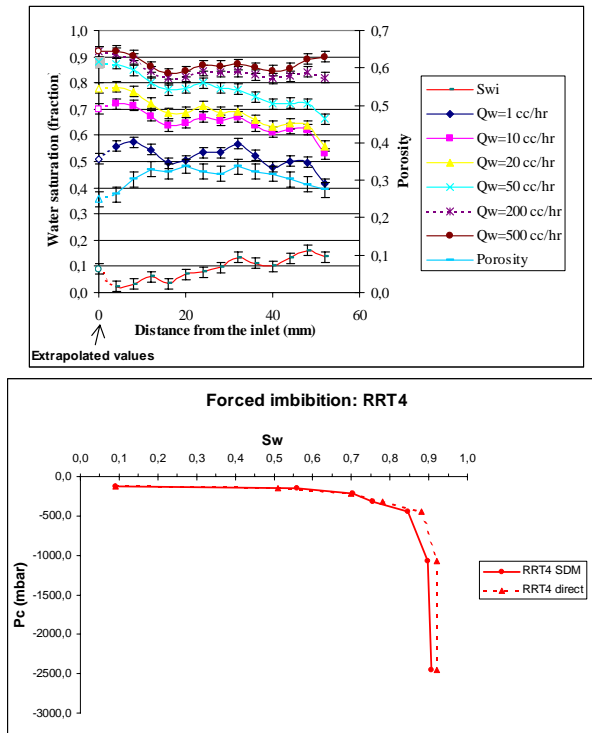 Water saturation (fraction)
1,0
0,9
0,8
0,7
0,6
0,5
0,4
0,3
0,2
0,1
0,0
0,7
0,6
0,5
0,4
0,3
0,2
0,1
0,0
Porosity
0
20
40
60
Distance from the inlet (mm)
Extrapolated values
Swi
Qw=1 cc/hr
Qw=10 cc/hr
Qw=20 cc/hr
Qw=50 cc/hr
Qw=200 cc/hr
Qw=500 cc/hr
Porosity
Forced imbibition: RRT4
Sw
0,0 0,1 0,2 0,3 0,4 0,5 0,6 0,7 0,8 0,9 1,0
0,0
-500,0
-1000,0
-1500,0
-2000,0
-2500,0
-3000,0
Pc (mbar)
RRT4 SDM
RRT4 direct